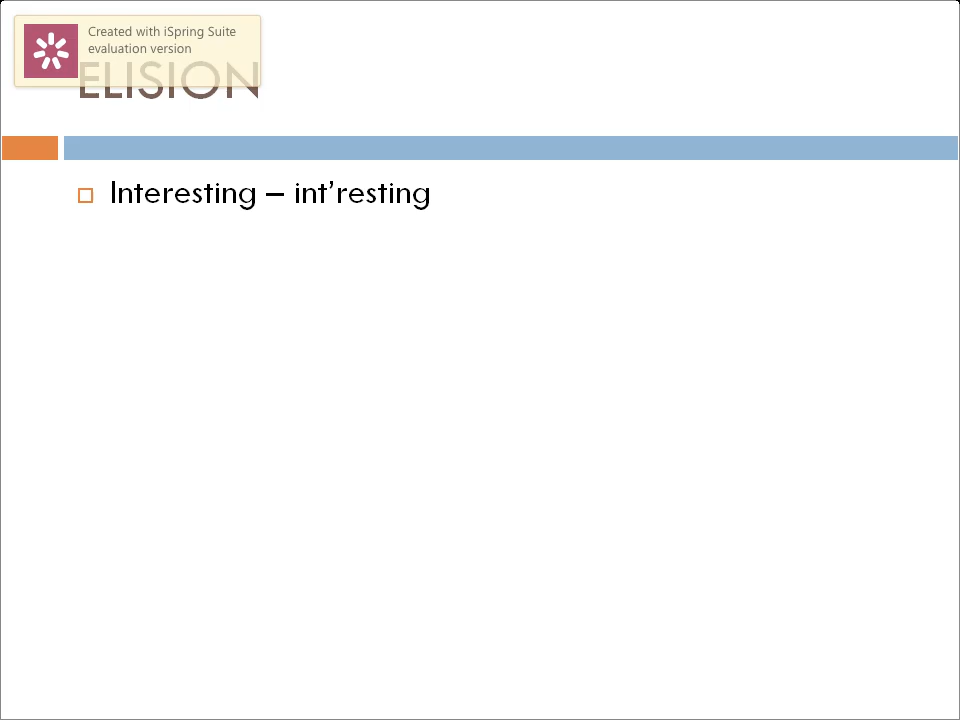 Created with iSpring Suite
evaluation version
ELISION
Interesting – int’resting